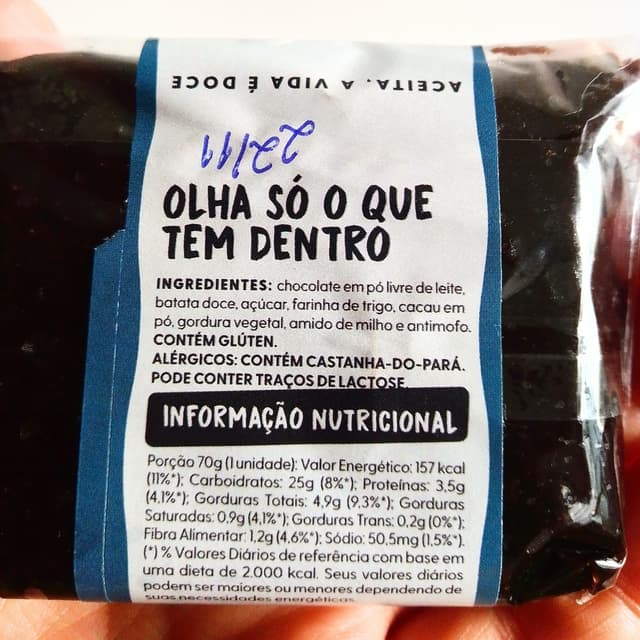 ACEITA. A VIDA É DOCE
22/11
OLHA SÓ O QUE
TEM DENTRO
INGREDIENTES: chocolate em pó livre de leite,
batata doce, açúcar, farinha de trigo, cacau em
pó, gordura vegetal, amido de milho e antimofo.
CONTÉM GLÚTEN.
ALÉRGICOS: CONTÉM CASTANHA-DO-PARÁ.
PODE CONTER TRAÇOS DE LACTOSE.
INFORMAÇÃO NUTRICIONAL
Porção 70g (1 unidade); Valor Energético: 157 kcal
(11%*); Carboidratos: 25g (8%*); Proteínas: 3,5g
(4,1%*); Gorduras Totais: 4,9g (9,3%*); Gorduras
Saturadas: 0,9g (4,1%*); Gorduras Trans: 0,2g (0%*);
Fibra Alimentar: 1,2g (4,6%*); Sódio: 50,5mg (1,5%*).
(*) % Valores Diários de referência com base em
uma dieta de 2.000 kcal. Seus valores diários
podem ser maiores ou menores dependendo de
suas necessidades energéticas.